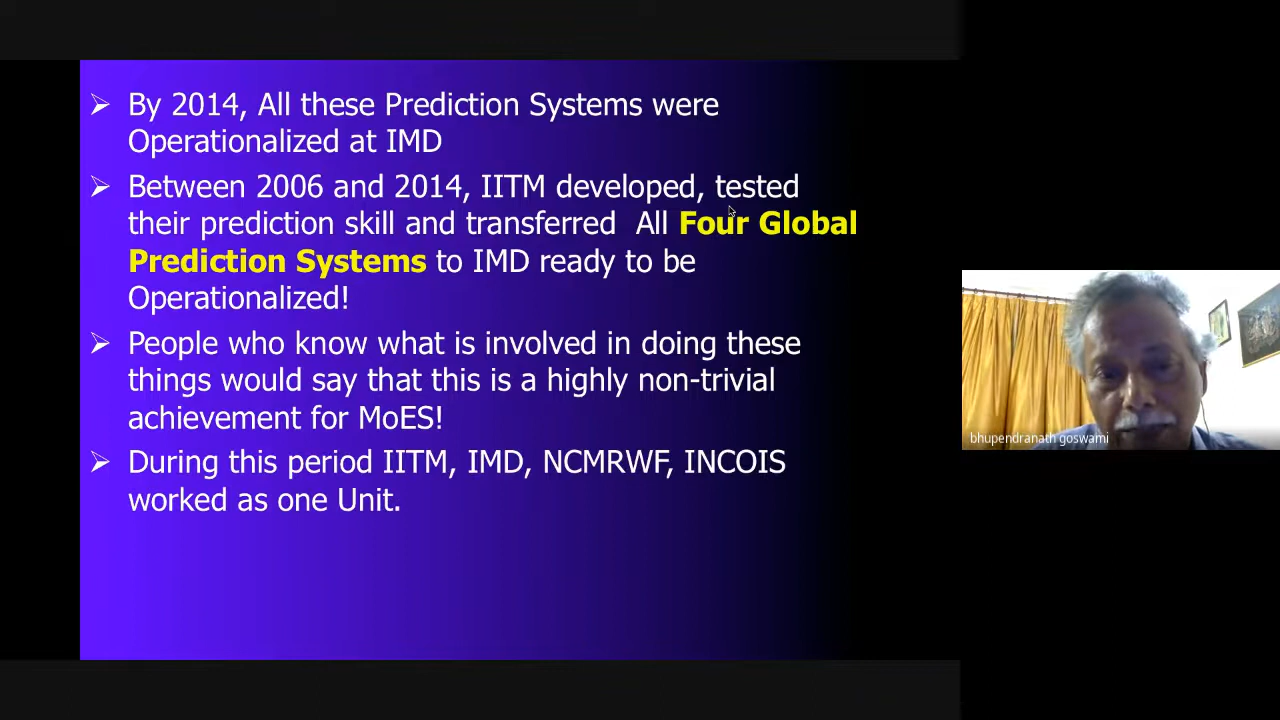 By 2014, All these Prediction Systems were
Operationalized at IMD
Between 2006 and 2014, IITM developed, tested
their prediction skill and transferred  All Four Global
Prediction Systems to IMD ready to be
Operationalized!
People who know what is involved in doing these
things would say that this is a highly non-trivial
achievement for MoES!
During this period IITM, IMD, NCMRWF, INCOIS
worked as one Unit.
bhupendranath goswami